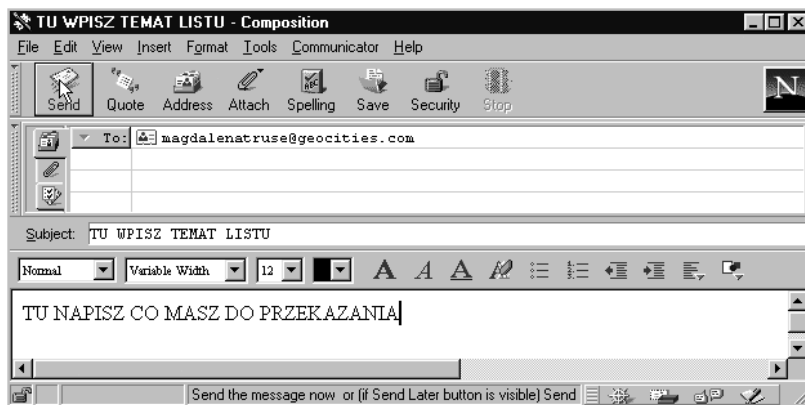 TU WPISZ TEMAT LISTU - Composition
File Edit View Insert Format Tools Communicator Help
Send Quote Address Attach Spelling Save Security Stop
N
To: magdalenatruse@geocities.com
Subject: TU WPISZ TEMAT LISTU
Normal Variable Width 12 A A A
TU NAPISZ CO MASZ DO PRZEKAZANIA
Send the message now or (if Send Later button is visible) Send